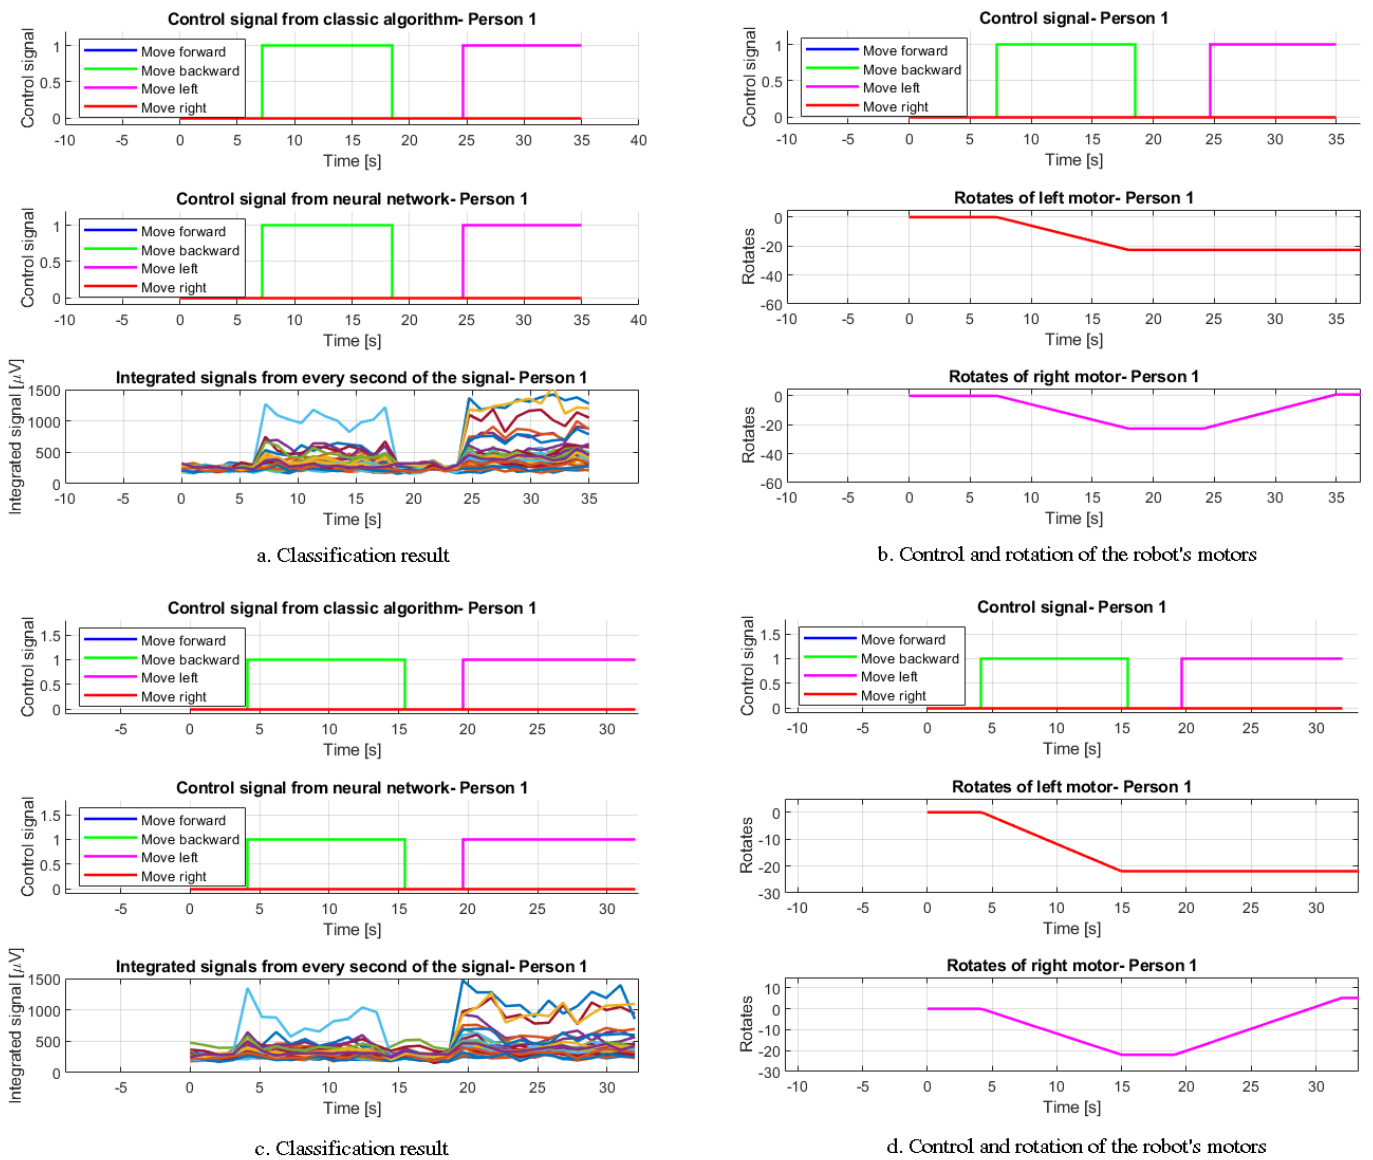 Control signal from classic algorithm- Person 1
Control signal
1
0.5
0
Move forward
Move backward
Move left
Move right
-10 -5 0 5 10 15 20 25 30 35 40
Time [s]
Control signal from neural network- Person 1
Control signal
1
0.5
0
Move forward
Move backward
Move left
Move right
-10 -5 0 5 10 15 20 25 30 35 40
Time [s]
Integrated signals from every second of the signal- Person 1
Integrated signal [μV]
1500
1000
500
0
-10 -5 0 5 10 15 20 25 30 35
Time [s]
a. Classification result
Control signal- Person 1
Control signal
1
0.5
0
Move forward
Move backward
Move left
Move right
-10 -5 0 5 10 15 20 25 30 35
Time [s]
Rotates of left motor- Person 1
Rotates
0
-20
-40
-60
-10 -5 0 5 10 15 20 25 30 35
Time [s]
Rotates of right motor- Person 1
Rotates
0
-20
-40
-60
-10 -5 0 5 10 15 20 25 30 35
Time [s]
b. Control and rotation of the robot's motors
Control signal from classic algorithm- Person 1
Control signal
1.5
1
0.5
0
Move forward
Move backward
Move left
Move right
-5 0 5 10 15 20 25 30
Time [s]
Control signal from neural network- Person 1
Control signal
1.5
1
0.5
0
Move forward
Move backward
Move left
Move right
-5 0 5 10 15 20 25 30
Time [s]
Integrated signals from every second of the signal- Person 1
Integrated signal [μV]
1500
1000
500
0
-5 0 5 10 15 20 25 30
Time [s]
c. Classification result
Control signal- Person 1
Control signal
1.5
1
0.5
0
Move forward
Move backward
Move left
Move right
-10 -5 0 5 10 15 20 25 30
Time [s]
Rotates of left motor- Person 1
Rotates
0
-10
-20
-30
-10 -5 0 5 10 15 20 25 30
Time [s]
Rotates of right motor- Person 1
Rotates
10
0
-10
-20
-30
-10 -5 0 5 10 15 20 25 30
Time [s]
d. Control and rotation of the robot's motors